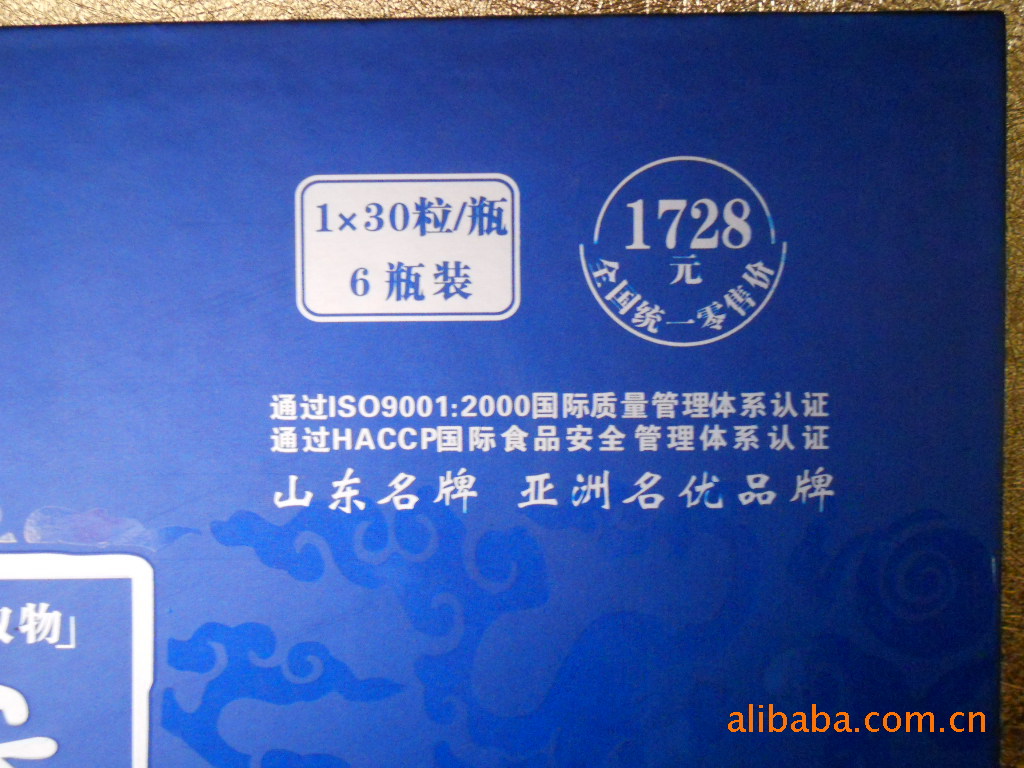 1×30粒/瓶
6瓶装
1728
元
全国统一零售价
通过ISO9001:2000国际质量管理体系认证
通过HACCP国际食品安全管理体系认证
山东名牌 亚洲名优品牌
物」
alibaba.com.cn